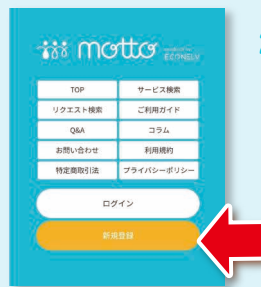 motto
TOP サービス検索
リクエスト検索 ご利用ガイド
Q&A コラム
お問い合わせ 利用規約
特定商取引法 プライバシーポリシー
ログイン
新規登録